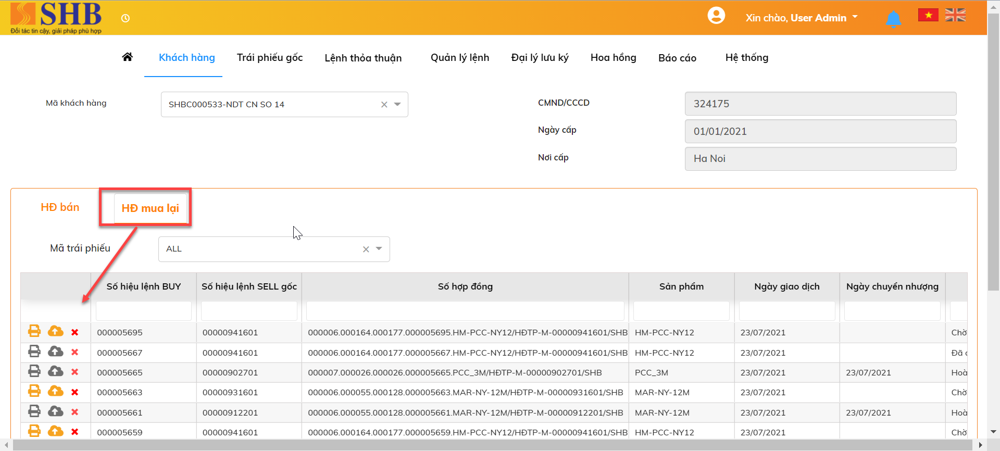 SHB
Đối tác tin cậy, giải pháp phù hợp
Xin chào, User Admin
Khách hàng Trái phiếu gốc Lệnh thỏa thuận Quản lý lệnh Đại lý lưu ký Hoa hồng Báo cáo Hệ thống
Mã khách hàng SHBC000533-NDT CN SO 14 CMND/CCCD 324175
Ngày cấp 01/01/2021
Nơi cấp Ha Noi
HĐ bán HĐ mua lại
Mã trái phiếu ALL
Số hiệu lệnh BUY Số hiệu lệnh SELL gốc Số hợp đồng Sản phẩm Ngày giao dịch Ngày chuyển nhượng
000005695 00000941601 000006.000164.000177.000005695.HM-PCC-NY12/HĐTP-M-00000941601/SHB HM-PCC-NY12 23/07/2021 Chờ
000005667 00000941601 000006.000164.000177.000005667.HM-PCC-NY12/HĐTP-M-00000941601/SHB HM-PCC-NY12 23/07/2021 Đã
000005665 00000902701 000007.000026.000026.000005665.PCC_3M/HĐTP-M-00000902701/SHB PCC_3M 23/07/2021 23/07/2021 Hoà
000005663 00000931601 000006.000055.000128.000005663.MAR-NY-12M/HĐTP-M-00000931601/SHB MAR-NY-12M 23/07/2021 Chờ
000005661 00000912201 000006.000055.000128.000005661.MAR-NY-12M/HĐTP-M-00000912201/SHB MAR-NY-12M 23/07/2021 23/07/2021 Hoà
000005659 00000941601 000006.000164.000177.000005659.HM-PCC-NY12/HĐTP-M-00000941601/SHB HM-PCC-NY12 23/07/2021 Chờ